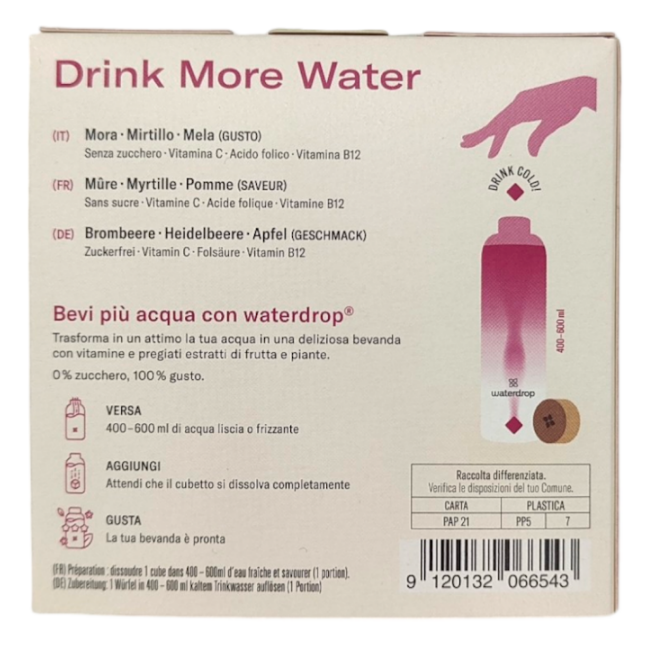 Drink More Water
(IT) Mora · Mirtillo · Mela (GUSTO)
Senza zucchero · Vitamina C · Acido folico · Vitamina B12
(FR) Mûre · Myrtille · Pomme (SAVEUR)
Sans sucre · Vitamine C · Acide folique · Vitamine B12
(DE) Brombeere · Heidelbeere · Apfel (GESCHMACK)
Zuckerfrei · Vitamin C · Folsäure · Vitamin B12
DRINK COLD!
400–600 ml
waterdrop
Bevi più acqua con waterdrop®
Trasforma in un attimo la tua acqua in una deliziosa bevanda
con vitamine e pregiati estratti di frutta e piante.
0% zucchero, 100% gusto.
VERSA
400–600 ml di acqua liscia o frizzante
AGGIUNGI
Attendi che il cubetto si dissolva completamente
GUSTA
La tua bevanda è pronta
(FR) Préparation : dissoudre 1 cube dans 400 – 600ml d'eau fraîche et savourer (1 portion).
(DE) Zubereitung: 1 Würfel in 400 – 600 ml kaltem Trinkwasser auflösen (1 Portion)
Raccolta differenziata.
Verifica le disposizioni del tuo Comune.
CARTA PLASTICA
PAP 21 PP5 7
9 120132 066543